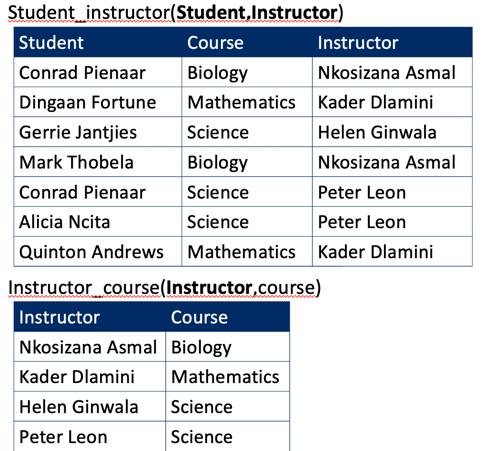 Student_instructor(Student,Instructor)
Student Course Instructor
Conrad Pienaar Biology Nkosizana Asmal
Dingaan Fortune Mathematics Kader Dlamini
Gerrie Jantjies Science Helen Ginwala
Mark Thobela Biology Nkosizana Asmal
Conrad Pienaar Science Peter Leon
Alicia Ncita Science Peter Leon
Quinton Andrews Mathematics Kader Dlamini
Instructor_course(Instructor,course)
Instructor Course
Nkosizana Asmal Biology
Kader Dlamini Mathematics
Helen Ginwala Science
Peter Leon Science